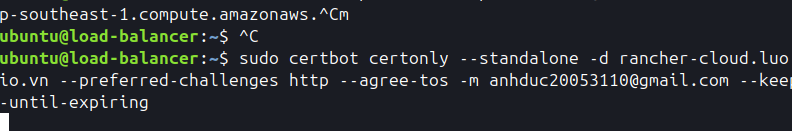 p-southeast-1.compute.amazonaws.^Cm
ubuntu@load-balancer:~$ ^C
ubuntu@load-balancer:~$ sudo certbot certonly --standalone -d rancher-cloud.luo
io.vn --preferred-challenges http --agree-tos -m anhduc20053110@gmail.com --keep
-until-expiring